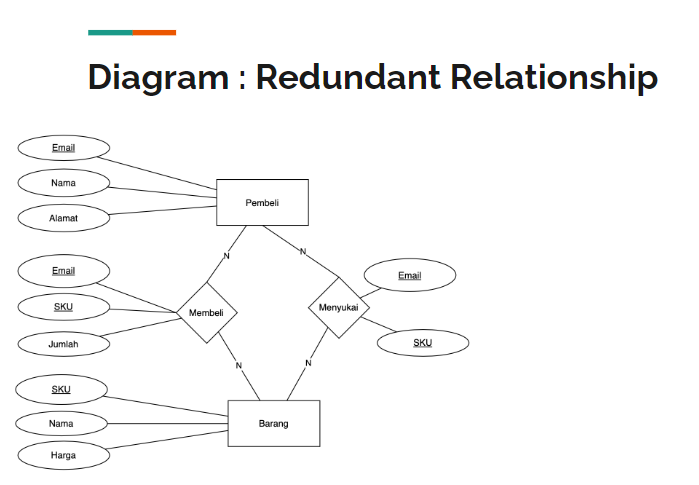 Diagram : Redundant Relationship
Email
Nama
Alamat
Pembeli
N
N
Email
SKU
Jumlah
Membeli
Menyukai
Email
SKU
N
N
SKU
Nama
Harga
Barang